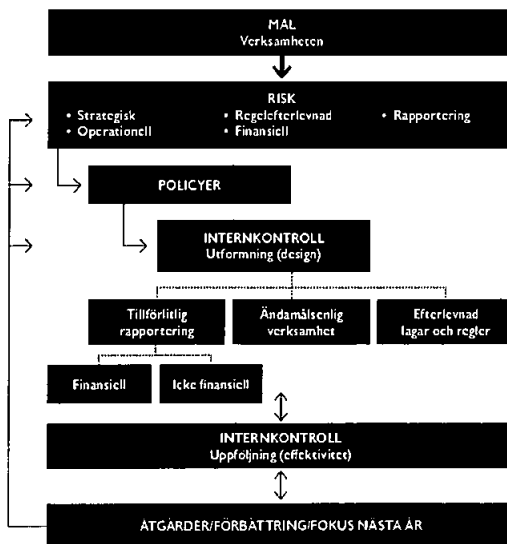 MÅL
Verksamheten
RISK
• Strategisk
• Operationell
• Regelefterlevnad
• Finansiell
• Rapportering
POLICYER
INTERNKONTROLL
Utformning (design)
Tillförlitlig
rapportering
Ändamålsenlig
verksamhet
Efterlevnad
lagar och regler
Finansiell
Icke finansiell
INTERNKONTROLL
Uppföljning (effektivitet)
ÅTGÄRDER/FÖRBÄTTRING/FOKUS NÄSTA ÅR